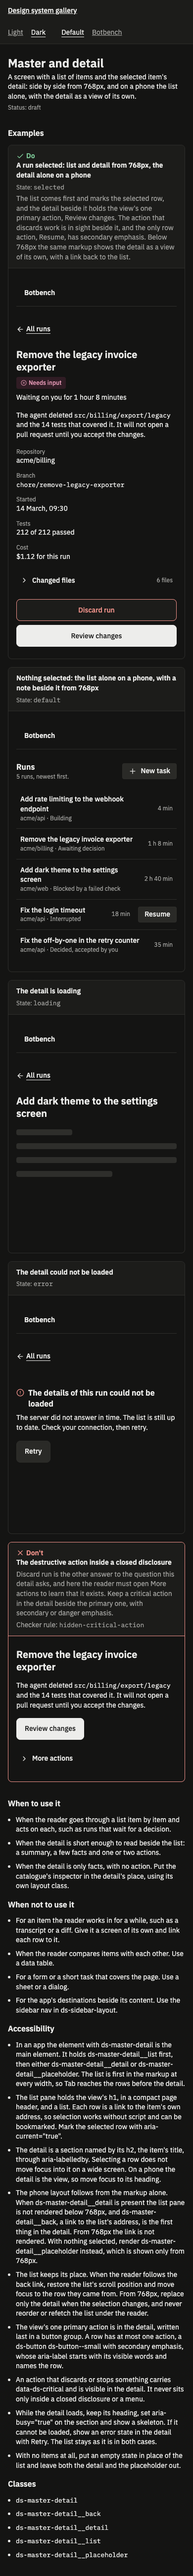 Design system gallery
Light Dark Default Botbench
Master and detail
A screen with a list of items and the selected item's
detail: side by side from 768px, and on a phone the list
alone, with the detail as a view of its own.
Status: draft
Examples
Do
A run selected: list and detail from 768px, the
detail alone on a phone
State: selected
The list comes first and marks the selected row,
and the detail beside it holds the view's one
primary action, Review changes. The action that
discards work is in sight beside it, and the only row
action, Resume, has secondary emphasis. Below
768px the same markup shows the detail as a view
of its own, with a link back to the list.
Botbench
All runs
Remove the legacy invoice
exporter
Needs input
Waiting on you for 1 hour 8 minutes
The agent deleted src/billing/export/legacy
and the 14 tests that covered it. It will not open a
pull request until you accept the changes.
Repository
acme/billing
Branch
chore/remove-legacy-exporter
Started
14 March, 09:30
Tests
212 of 212 passed
Cost
$1.12 for this run
Changed files 6 files
Discard run
Review changes
Nothing selected: the list alone on a phone, with a
note beside it from 768px
State: default
Botbench
Runs
5 runs, newest first.
New task
Add rate limiting to the webhook
endpoint
acme/api · Building
4 min
Remove the legacy invoice exporter
acme/billing · Awaiting decision
1 h 8 min
Add dark theme to the settings
screen
acme/web · Blocked by a failed check
2 h 40 min
Fix the login timeout
acme/api · Interrupted
18 min
Resume
Fix the off-by-one in the retry counter
acme/api · Decided, accepted by you
35 min
The detail is loading
State: loading
Botbench
All runs
Add dark theme to the settings
screen
The detail could not be loaded
State: error
Botbench
All runs
The details of this run could not be
loaded
The server did not answer in time. The list is still up
to date. Check your connection, then retry.
Retry
Don't
The destructive action inside a closed disclosure
Discard run is the other answer to the question this
detail asks, and here the reader must open More
actions to learn that it exists. Keep a critical action
in the detail beside the primary one, with
secondary or danger emphasis.
Checker rule: hidden-critical-action
Remove the legacy invoice
exporter
The agent deleted src/billing/export/legacy
and the 14 tests that covered it. It will not open a
pull request until you accept the changes.
Review changes
More actions
When to use it
When the reader goes through a list item by item and
acts on each, such as runs that wait for a decision.
When the detail is short enough to read beside the list:
a summary, a few facts and one or two actions.
When the detail is only facts, with no action. Put the
catalogue's inspector in the detail's place, using its
own layout class.
When not to use it
For an item the reader works in for a while, such as a
transcript or a diff. Give it a screen of its own and link
each row to it.
When the reader compares items with each other. Use
a data table.
For a form or a short task that covers the page. Use a
sheet or a dialog.
For the app's destinations beside its content. Use the
sidebar nav in ds-sidebar-layout.
Accessibility
In an app the element with ds-master-detail is the
main element. It holds ds-master-detail__list first,
then either ds-master-detail__detail or ds-master-
detail__placeholder. The list is first in the markup at
every width, so Tab reaches the rows before the detail.
The list pane holds the view's h1, in a compact page
header, and a list. Each row is a link to the item's own
address, so selection works without script and can be
bookmarked. Mark the selected row with aria-
current="true".
The detail is a section named by its h2, the item's title,
through aria-labelledby. Selecting a row does not
move focus into it on a wide screen. On a phone the
detail is the view, so move focus to its heading.
The phone layout follows from the markup alone.
When ds-master-detail__detail is present the list pane
is not rendered below 768px, and ds-master-
detail__back, a link to the list's address, is the first
thing in the detail. From 768px the link is not
rendered. With nothing selected, render ds-master-
detail__placeholder instead, which is shown only from
768px.
The list keeps its place. When the reader follows the
back link, restore the list's scroll position and move
focus to the row they came from. From 768px, replace
only the detail when the selection changes, and never
reorder or refetch the list under the reader.
The view's primary action is in the detail, written
last in a button group. A row has at most one action, a
ds-button ds-button--small with secondary emphasis,
whose aria-label starts with its visible words and
names the row.
An action that discards or stops something carries
data-ds-critical and is visible in the detail. It never sits
only inside a closed disclosure or a menu.
While the detail loads, keep its heading, set aria-
busy="true" on the section and show a skeleton. If it
cannot be loaded, show an error state in the detail
with Retry. The list stays as it is in both cases.
With no items at all, put an empty state in place of the
list and leave both the detail and the placeholder out.
Classes
ds-master-detail
ds-master-detail__back
ds-master-detail__detail
ds-master-detail__list
ds-master-detail__placeholder